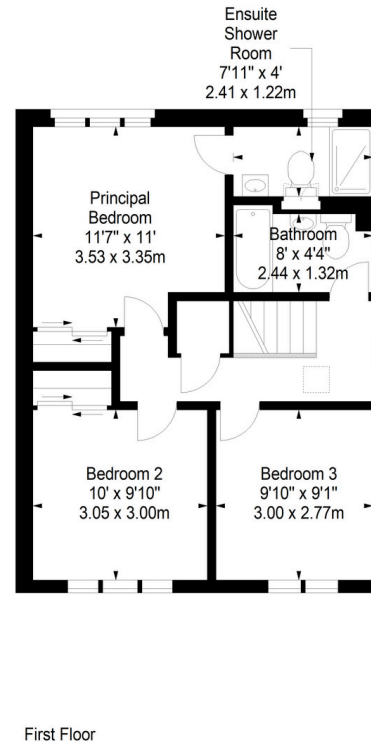 Ensuite
Shower
Room
7'11" x 4'
2.41 x 1.22m
Principal
Bedroom
11'7" x 11'
3.53 x 3.35m
Bathroom
8' x 4'4"
2.44 x 1.32m
Bedroom 2
10' x 9'10"
3.05 x 3.00m
Bedroom 3
9'10" x 9'1"
3.00 x 2.77m
First Floor